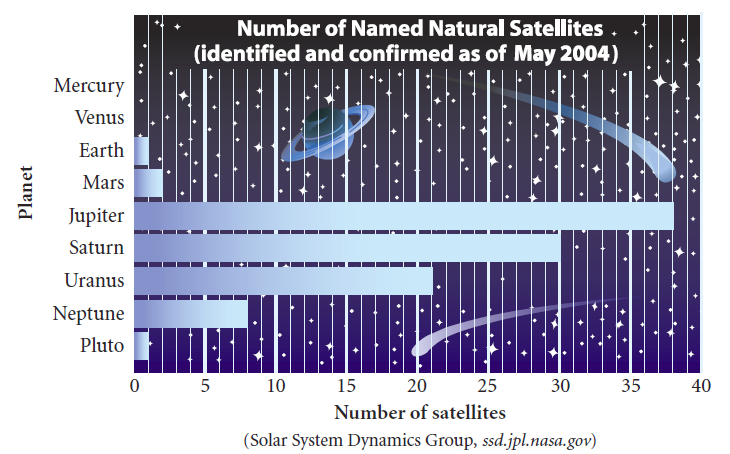 Number of Named Natural Satellites
(identified and confirmed as of May 2004)
Planet
Mercury
Venus
Earth
Mars
Jupiter
Saturn
Uranus
Neptune
Pluto
0 5 10 15 20 25 30 35 40
Number of satellites
(Solar System Dynamics Group, ssd.jpl.nasa.gov)